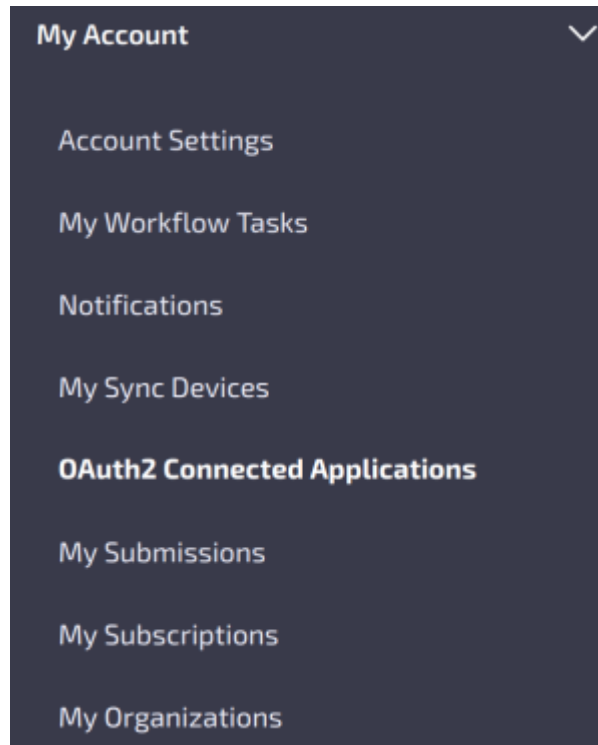 My Account
Account Settings
My Workflow Tasks
Notifications
My Sync Devices
OAuth2 Connected Applications
My Submissions
My Subscriptions
My Organizations